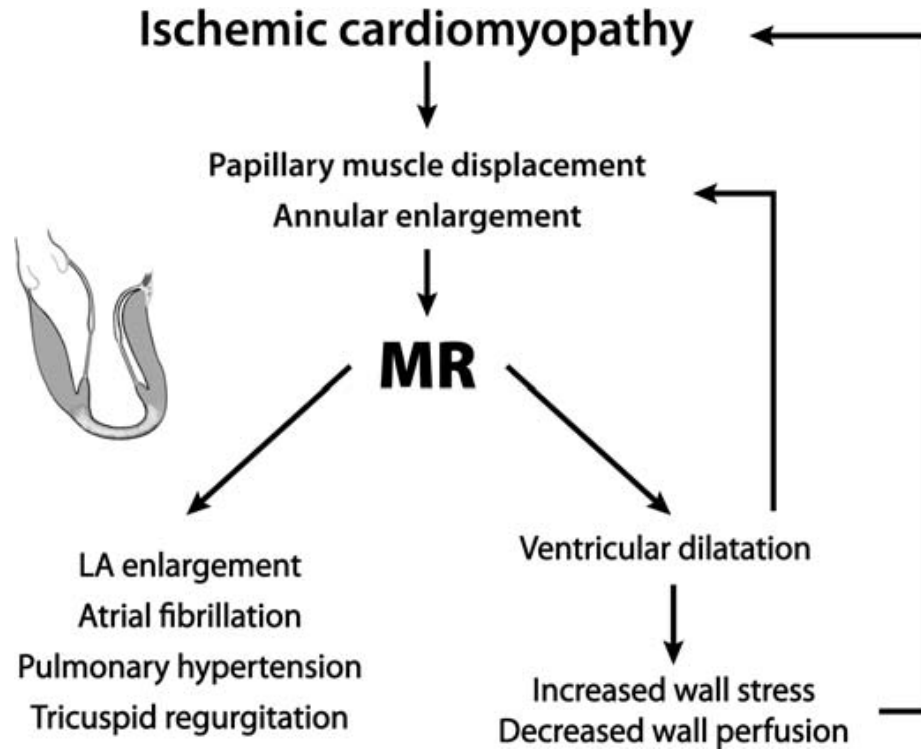 Ischemic cardiomyopathy
Papillary muscle displacement
Annular enlargement
MR
LA enlargement
Atrial fibrillation
Pulmonary hypertension
Tricuspid regurgitation
Ventricular dilatation
Increased wall stress
Decreased wall perfusion